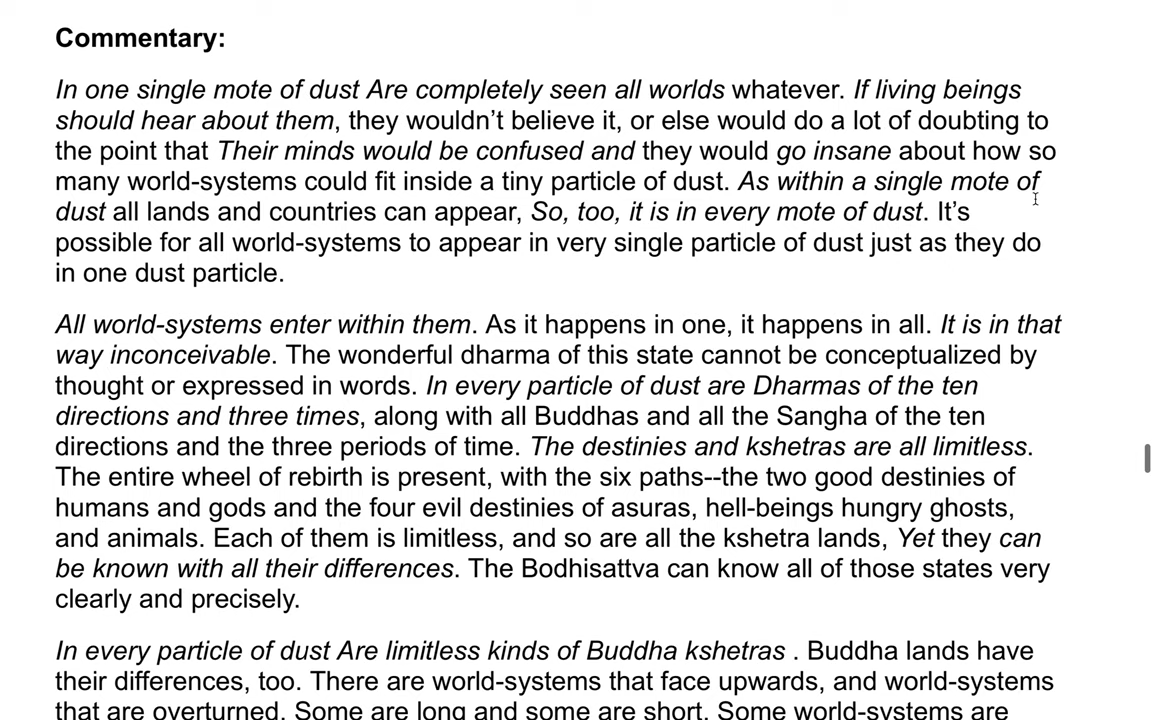 Commentary:
In one single mote of dust Are completely seen all worlds whatever. If living beings
should hear about them, they wouldn’t believe it, or else would do a lot of doubting to
the point that Their minds would be confused and they would go insane about how so
many world-systems could fit inside a tiny particle of dust. As within a single mote of
dust all lands and countries can appear, So, too, it is in every mote of dust. It’s
possible for all world-systems to appear in very single particle of dust just as they do
in one dust particle.
All world-systems enter within them. As it happens in one, it happens in all. It is in that
way inconceivable. The wonderful dharma of this state cannot be conceptualized by
thought or expressed in words. In every particle of dust are Dharmas of the ten
directions and three times, along with all Buddhas and all the Sangha of the ten
directions and the three periods of time. The destinies and kshetras are all limitless.
The entire wheel of rebirth is present, with the six paths--the two good destinies of
humans and gods and the four evil destinies of asuras, hell-beings hungry ghosts,
and animals. Each of them is limitless, and so are all the kshetra lands, Yet they can
be known with all their differences. The Bodhisattva can know all of those states very
clearly and precisely.
In every particle of dust Are limitless kinds of Buddha kshetras . Buddha lands have
their differences, too. There are world-systems that face upwards, and world-systems
that are overturned. Some are long and some are short. Some world-systems are